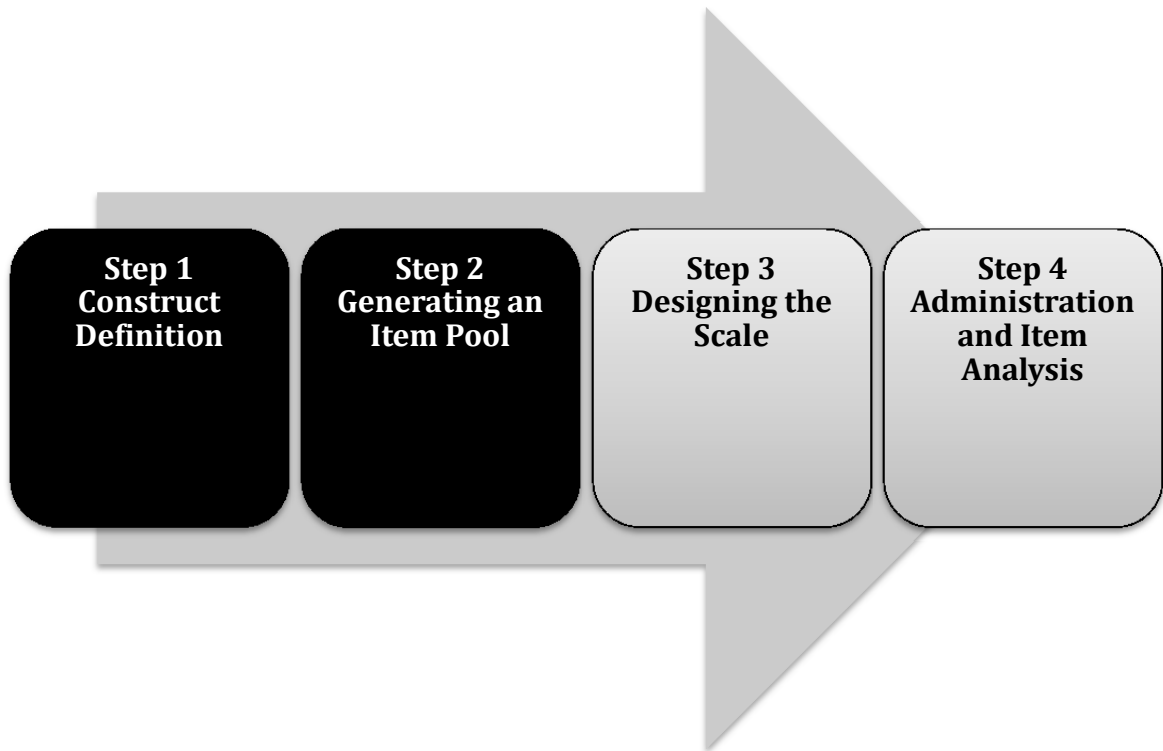 Step 1
Construct
Definition
Step 2
Generating an
Item Pool
Step 3
Designing the
Scale
Step 4
Administration
and Item
Analysis